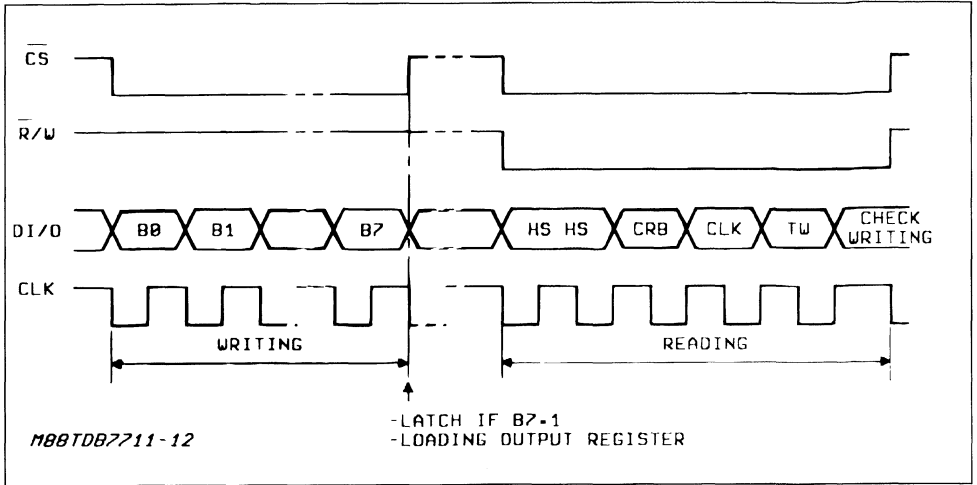 CS
R/W
DI/O B0 B1 B7 HS HS CRB CLK TW CHECK WRITING
CLK
WRITING READING
-LATCH IF B7=1
-LOADING OUTPUT REGISTER
M88TDB7711-12